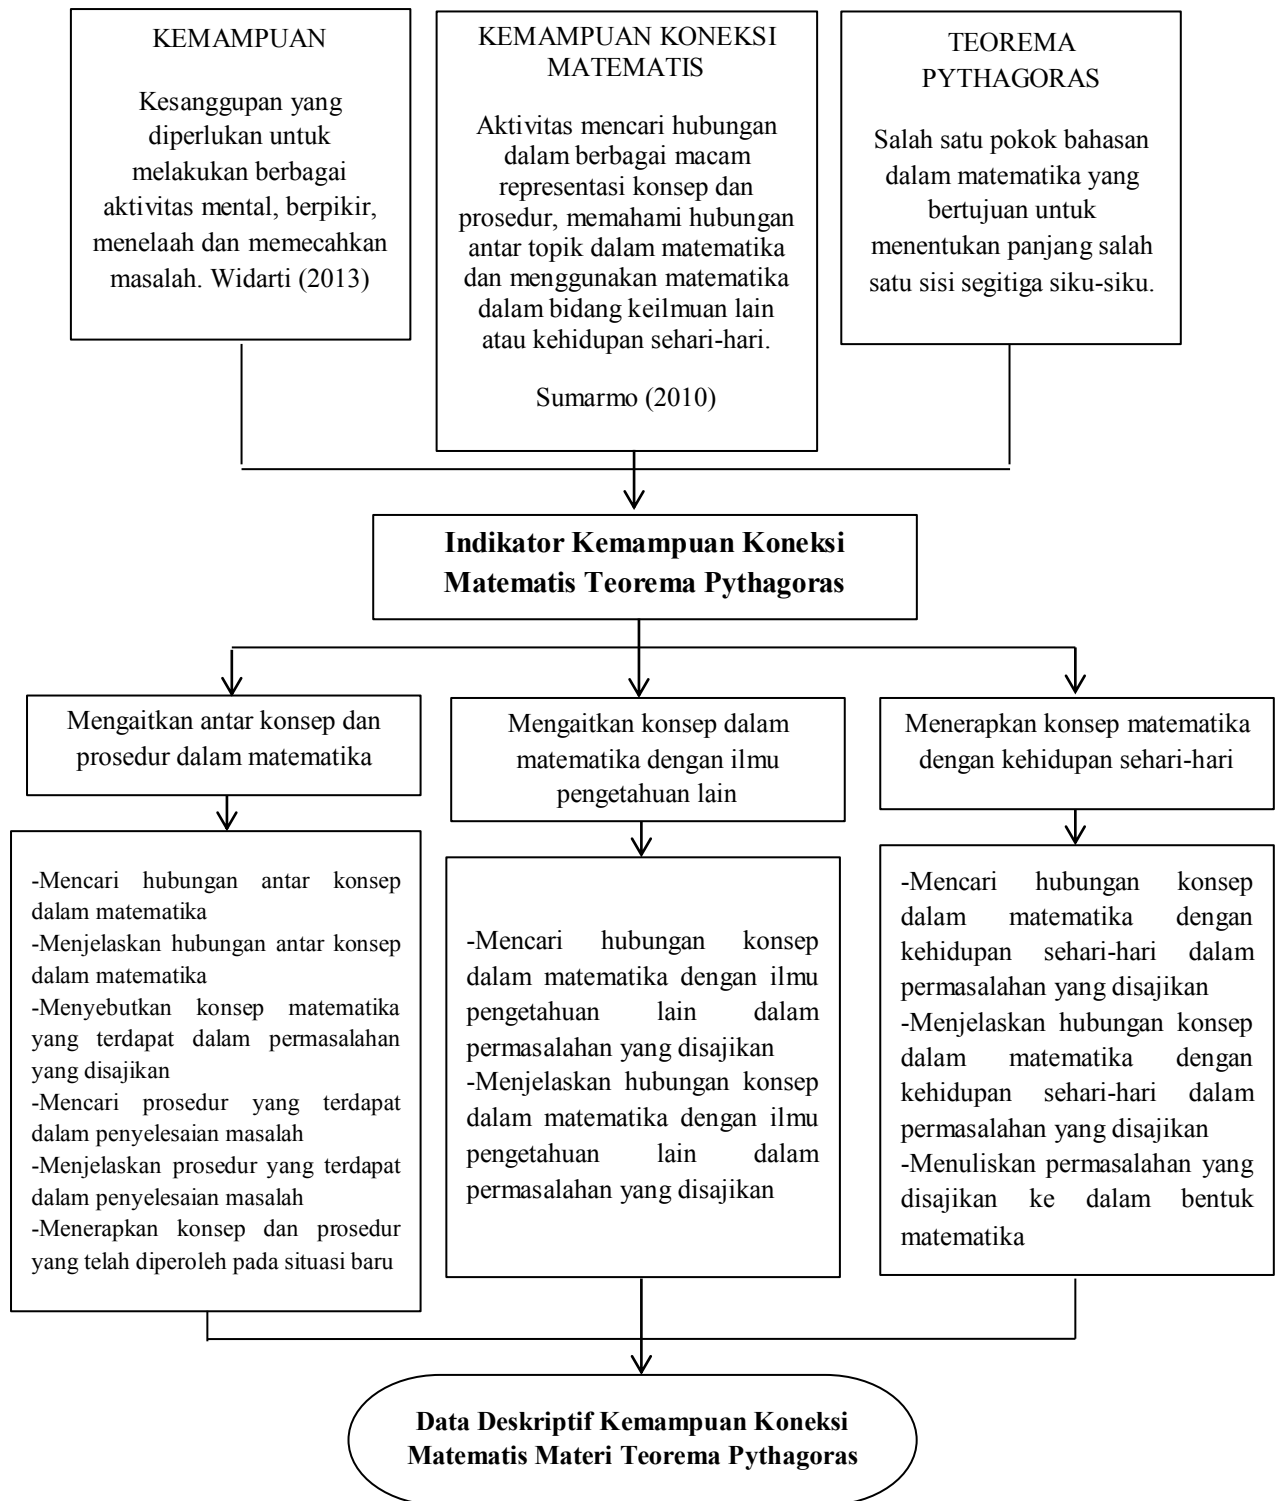 KEMAMPUAN
Kesanggupan yang
diperlukan untuk
melakukan berbagai
aktivitas mental, berpikir,
menelaah dan memecahkan
masalah. Widarti (2013)
KEMAMPUAN KONEKSI
MATEMATIS
Aktivitas mencari hubungan
dalam berbagai macam
representasi konsep dan
prosedur, memahami hubungan
antar topik dalam matematika
dan menggunakan matematika
dalam bidang keilmuan lain
atau kehidupan sehari-hari.
Sumarmo (2010)
TEOREMA
PYTHAGORAS
Salah satu pokok bahasan
dalam matematika yang
bertujuan untuk
menentukan panjang salah
satu sisi segitiga siku-siku.
Indikator Kemampuan Koneksi
Matematis Teorema Pythagoras
Mengaitkan antar konsep dan
prosedur dalam matematika
Mengaitkan konsep dalam
matematika dengan ilmu
pengetahuan lain
Menerapkan konsep matematika
dengan kehidupan sehari-hari
-Mencari hubungan antar konsep
dalam matematika
-Menjelaskan hubungan antar konsep
dalam matematika
-Menyebutkan konsep matematika
yang terdapat dalam permasalahan
yang disajikan
-Mencari prosedur yang terdapat
dalam penyelesaian masalah
-Menjelaskan prosedur yang terdapat
dalam penyelesaian masalah
-Menerapkan konsep dan prosedur
yang telah diperoleh pada situasi baru
-Mencari hubungan konsep
dalam matematika dengan ilmu
pengetahuan lain dalam
permasalahan yang disajikan
-Menjelaskan hubungan konsep
dalam matematika dengan ilmu
pengetahuan lain dalam
permasalahan yang disajikan
-Mencari hubungan konsep
dalam matematika dengan
kehidupan sehari-hari dalam
permasalahan yang disajikan
-Menjelaskan hubungan konsep
dalam matematika dengan
kehidupan sehari-hari dalam
permasalahan yang disajikan
-Menuliskan permasalahan yang
disajikan ke dalam bentuk
matematika
Data Deskriptif Kemampuan Koneksi
Matematis Materi Teorema Pythagoras